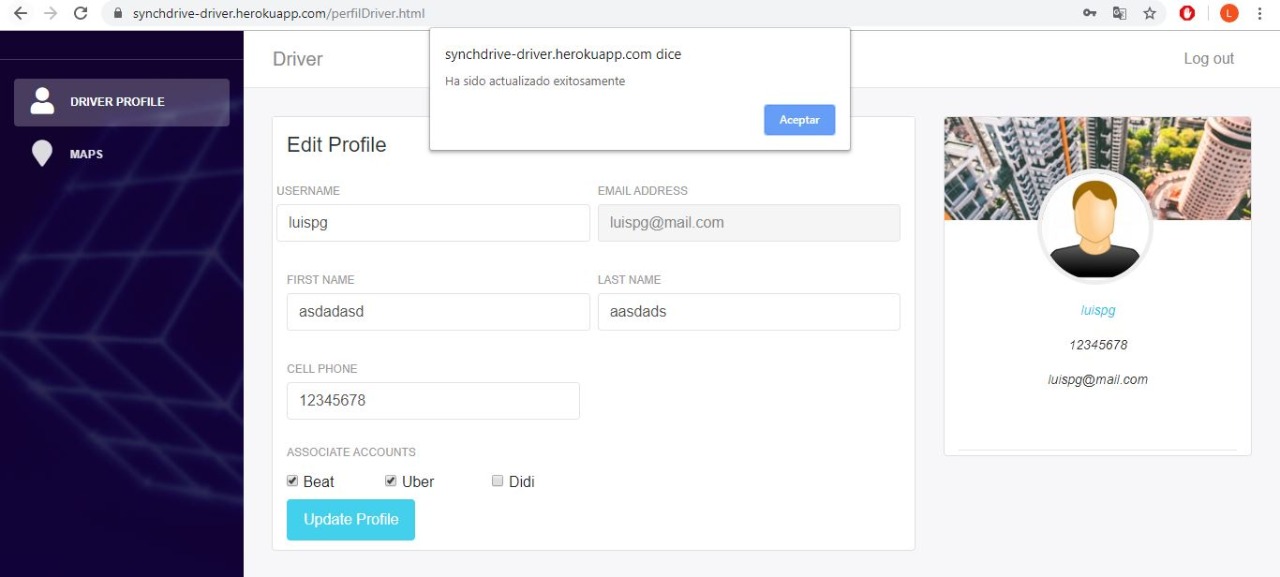 synchdrive-driver.herokuapp.com/perfilDriver.html
L
synchdrive-driver.herokuapp.com dice
Ha sido actualizado exitosamente
Aceptar
Driver
Log out
DRIVER PROFILE
MAPS
Edit Profile
USERNAME
EMAIL ADDRESS
luispg
luispg@mail.com
FIRST NAME
LAST NAME
asdadasd
aasdads
CELL PHONE
12345678
ASSOCIATE ACCOUNTS
Beat
Uber
Didi
Update Profile
luispg
12345678
luispg@mail.com